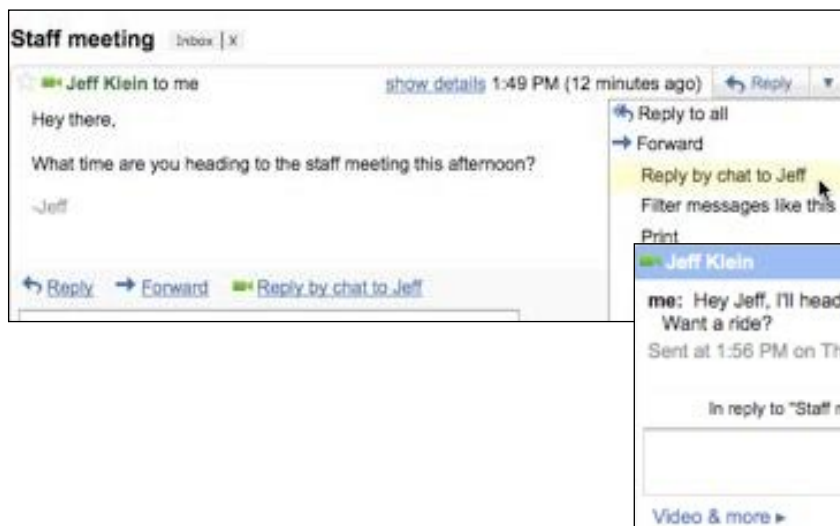 Staff meeting Inbox | X
Jeff Klein to me show details 1:49 PM (12 minutes ago) Reply
Hey there,
What time are you heading to the staff meeting this afternoon?
-Jeff
Reply Forward Reply by chat to Jeff
Reply to all
Forward
Reply by chat to Jeff
Filter messages like this
Print
Jeff Klein
me: Hey Jeff, I'll head
Want a ride?
Sent at 1:56 PM on Th
In reply to "Staff
Video & more